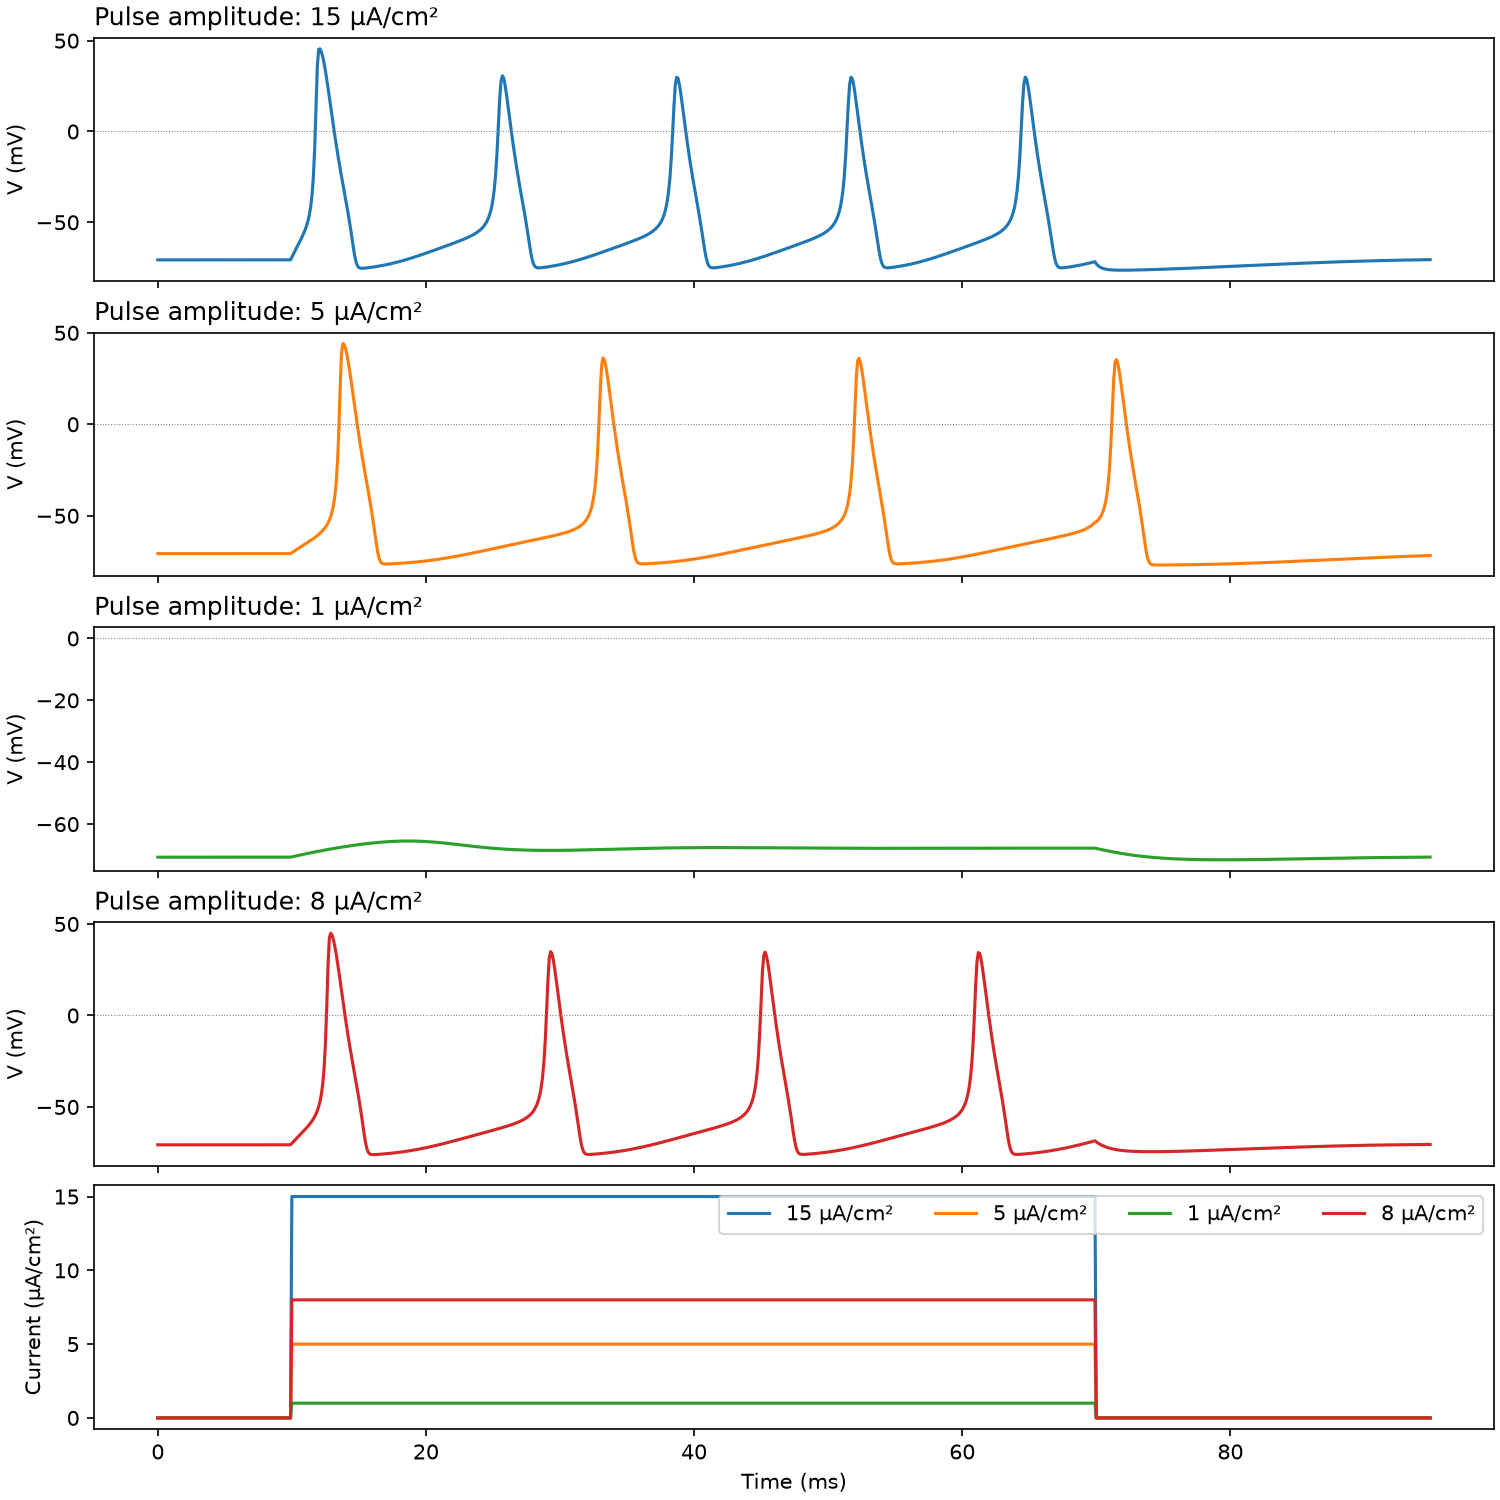 Pulse amplitude: 15 µA/cm²
50
0
−50
V (mV)
Pulse amplitude: 5 µA/cm²
50
0
−50
V (mV)
Pulse amplitude: 1 µA/cm²
0
−20
−40
−60
V (mV)
Pulse amplitude: 8 µA/cm²
50
0
−50
V (mV)
15
10
5
0
Current (µA/cm²)
15 µA/cm² 5 µA/cm² 1 µA/cm² 8 µA/cm²
0 20 40 60 80
Time (ms)